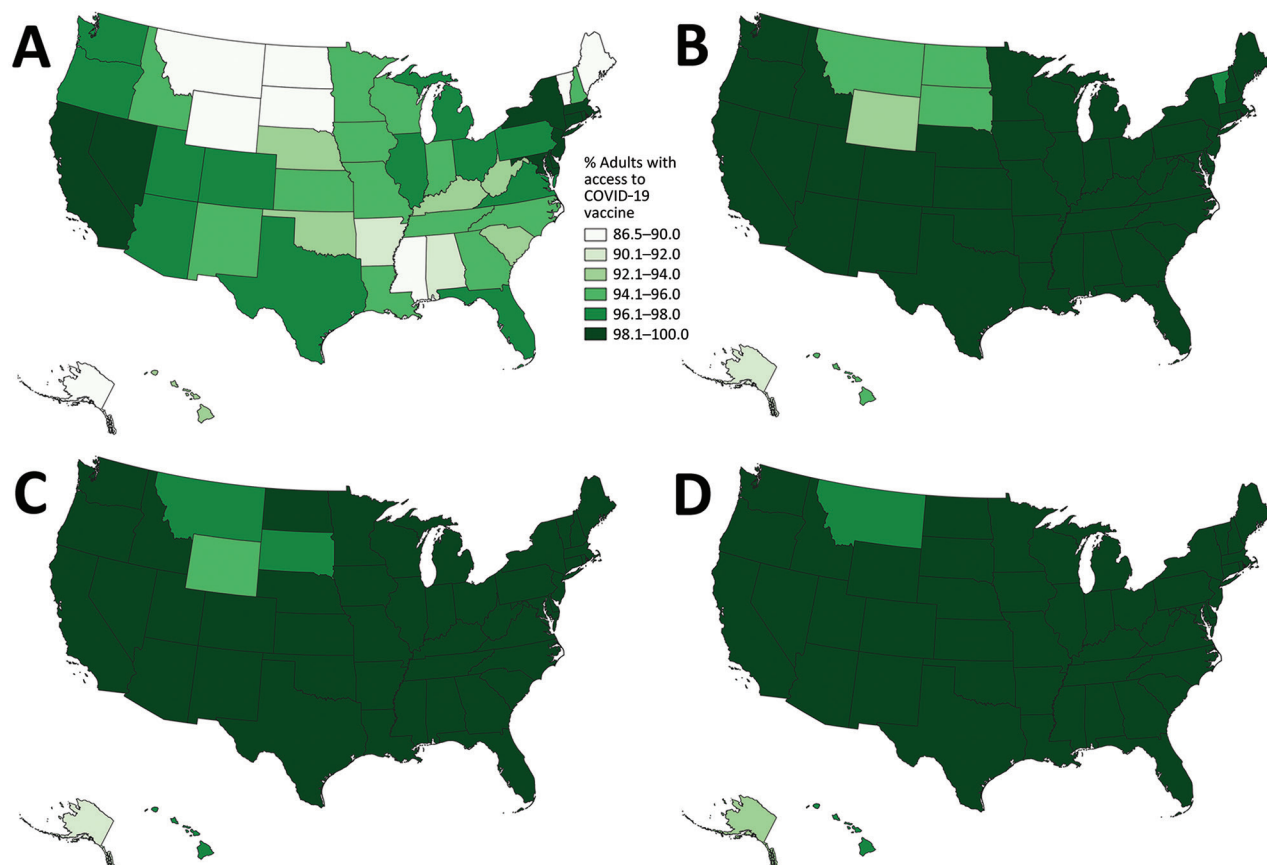 A
B
% Adults with
access to
COVID-19
vaccine
86.5–90.0
90.1–92.0
92.1–94.0
94.1–96.0
96.1–98.0
98.1–100.0
C
D